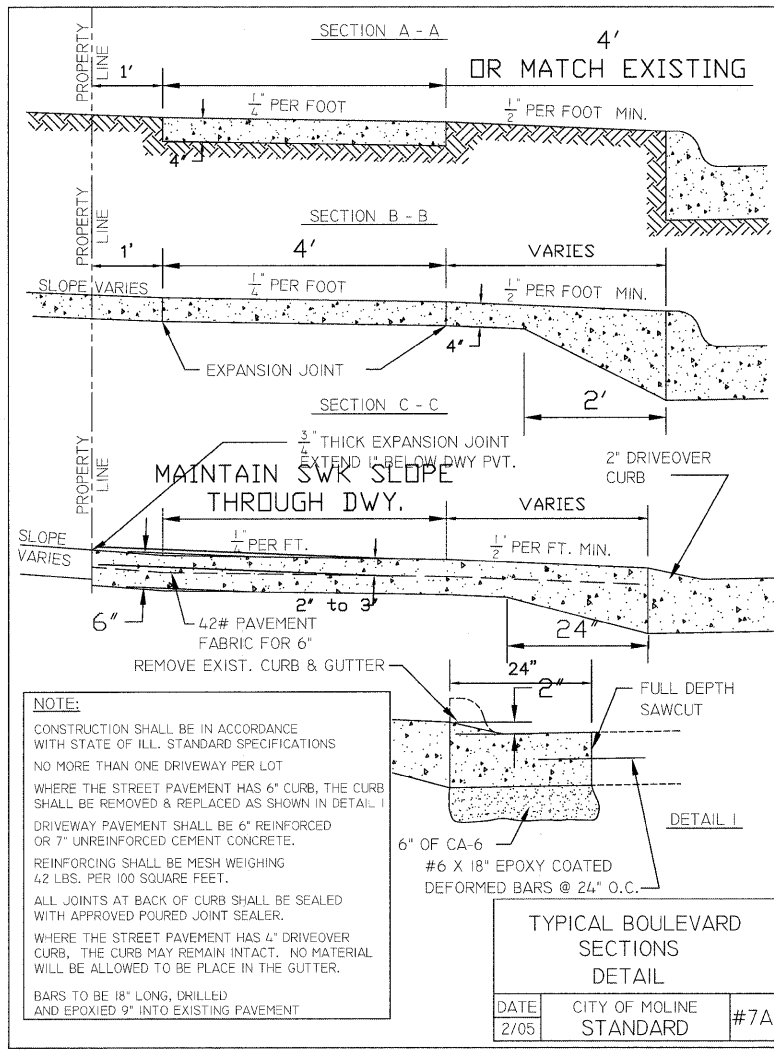 SECTION A - A
PROPERTY
LINE
1'
4'
OR MATCH EXISTING
1/4" PER FOOT
1/2" PER FOOT MIN.
4"
SECTION B - B
PROPERTY
LINE
1'
4'
VARIES
SLOPE VARIES
1/4" PER FOOT
1/2" PER FOOT MIN.
4"
EXPANSION JOINT
2'
SECTION C - C
PROPERTY
LINE
3/4" THICK EXPANSION JOINT
EXTEND 1" BELOW DWY PVT.
MAINTAIN SWK SLOPE
THROUGH DWY.
2" DRIVEOVER
CURB
VARIES
SLOPE
VARIES
1/4" PER FT.
1/2" PER FT. MIN.
6"
2" to 3"
42# PAVEMENT
FABRIC FOR 6"
24"
REMOVE EXIST. CURB & GUTTER
24"
2"
FULL DEPTH
SAWCUT
DETAIL 1
6" OF CA-6
#6 X 18" EPOXY COATED
DEFORMED BARS @ 24" O.C.
NOTE:
CONSTRUCTION SHALL BE IN ACCORDANCE
WITH STATE OF ILL. STANDARD SPECIFICATIONS
NO MORE THAN ONE DRIVEWAY PER LOT
WHERE THE STREET PAVEMENT HAS 6" CURB, THE CURB
SHALL BE REMOVED & REPLACED AS SHOWN IN DETAIL 1
DRIVEWAY PAVEMENT SHALL BE 6" REINFORCED
OR 7" UNREINFORCED CEMENT CONCRETE.
REINFORCING SHALL BE MESH WEIGHING
42 LBS. PER 100 SQUARE FEET.
ALL JOINTS AT BACK OF CURB SHALL BE SEALED
WITH APPROVED POURED JOINT SEALER.
WHERE THE STREET PAVEMENT HAS 4" DRIVEOVER
CURB, THE CURB MAY REMAIN INTACT. NO MATERIAL
WILL BE ALLOWED TO BE PLACE IN THE GUTTER.
BARS TO BE 18" LONG, DRILLED
AND EPOXIED 9" INTO EXISTING PAVEMENT
TYPICAL BOULEVARD
SECTIONS
DETAIL
DATE
2/05
CITY OF MOLINE
STANDARD
#7A